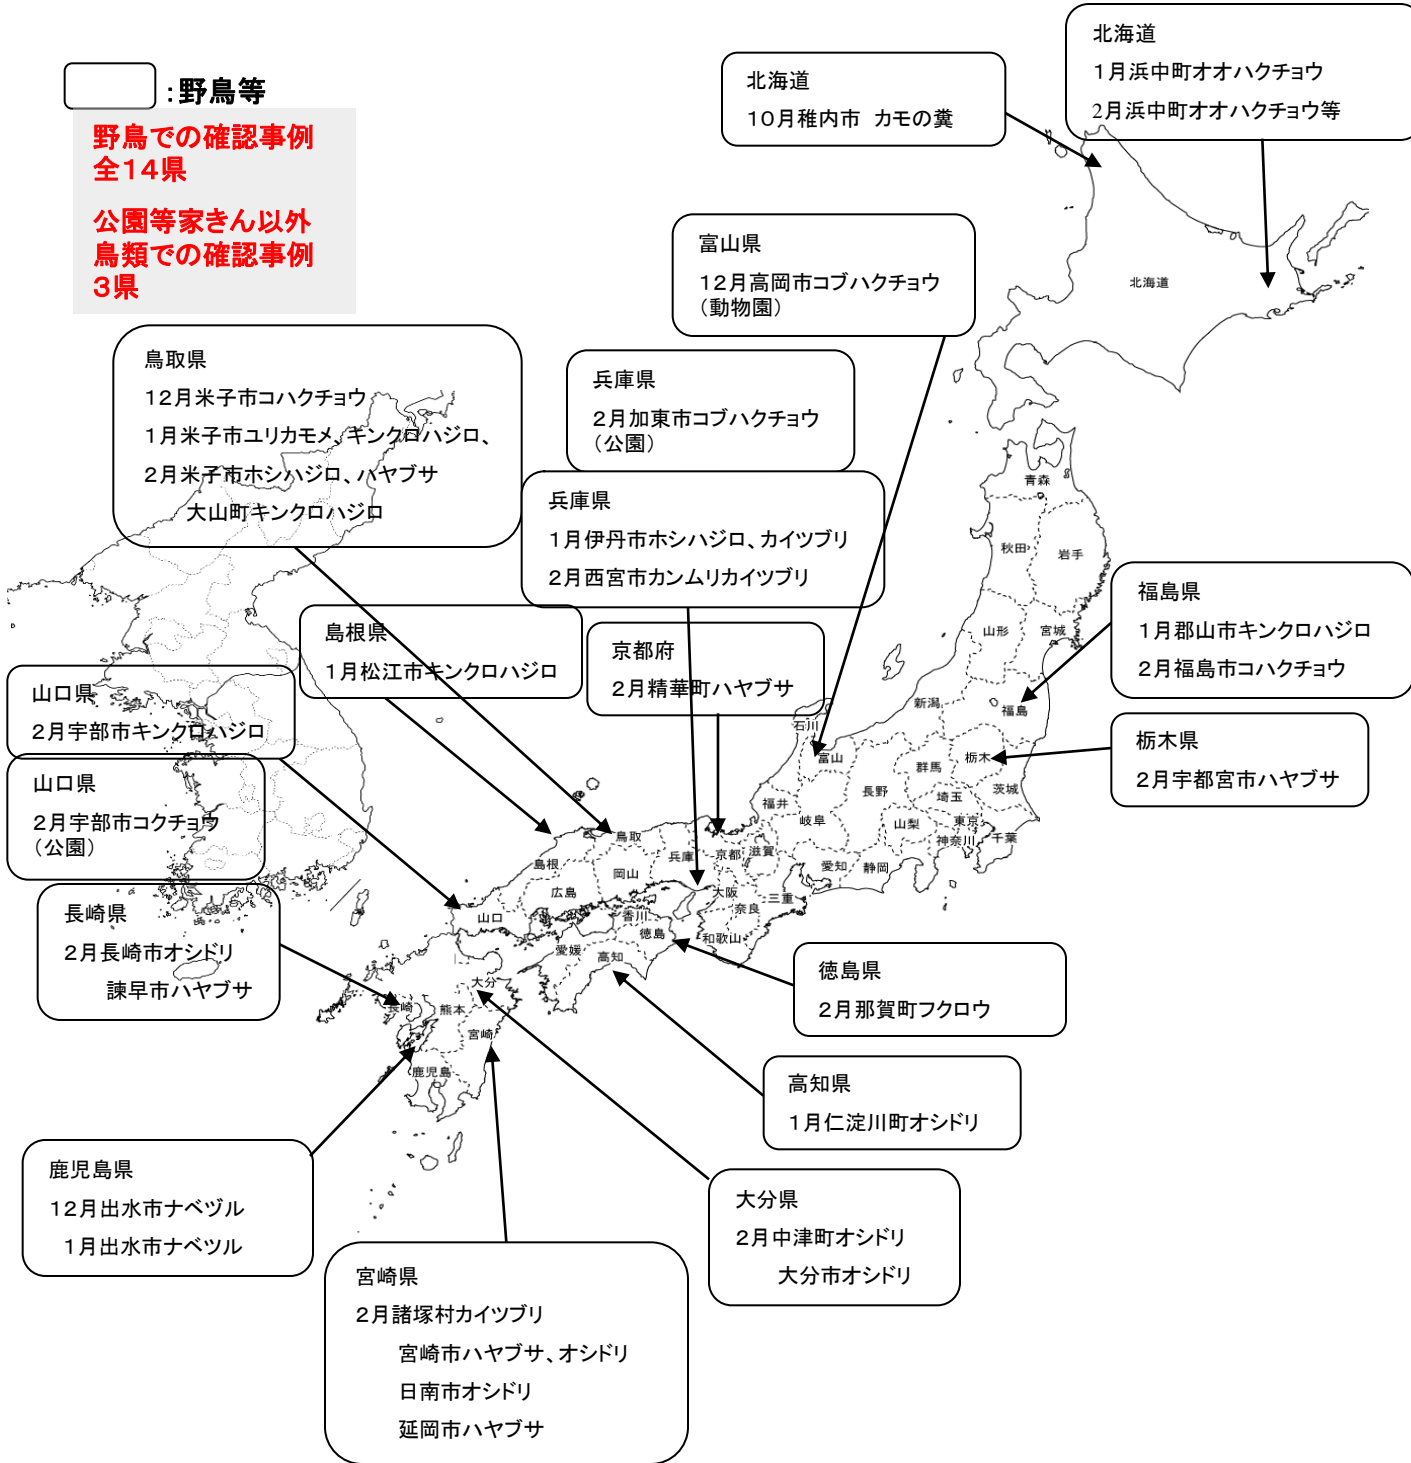 :野鳥等
野鳥での確認事例
全14県
公園等家きん以外
鳥類での確認事例
3県
北海道
10月稚内市 カモの糞
北海道
1月浜中町オオハクチョウ
2月浜中町オオハクチョウ等
富山県
12月高岡市コブハクチョウ
(動物園)
鳥取県
12月米子市コハクチョウ
1月米子市ユリカモメ、キンクロハジロ、
2月米子市ホシハジロ、ハヤブサ
大山町キンクロハジロ
兵庫県
2月加東市コブハクチョウ
(公園)
兵庫県
1月伊丹市ホシハジロ、カイツブリ
2月西宮市カンムリカイツブリ
島根県
1月松江市キンクロハジロ
京都府
2月精華町ハヤブサ
福島県
1月郡山市キンクロハジロ
2月福島市コハクチョウ
栃木県
2月宇都宮市ハヤブサ
山口県
2月宇部市キンクロハジロ
山口県
2月宇部市コクチョウ
(公園)
長崎県
2月長崎市オシドリ
諫早市ハヤブサ
徳島県
2月那賀町フクロウ
高知県
1月仁淀川町オシドリ
大分県
2月中津町オシドリ
大分市オシドリ
鹿児島県
12月出水市ナベヅル
1月出水市ナベツル
宮崎県
2月諸塚村カイツブリ
宮崎市ハヤブサ、オシドリ
日南市オシドリ
延岡市ハヤブサ
北海道
青森
秋田
岩手
山形
宮城
新潟
福島
石川
富山
群馬
栃木
長野
茨城
福井
埼玉
岐阜
山梨
東京
神奈川
千葉
鳥取
兵庫
京都
滋賀
愛知
静岡
島根
岡山
広島
大阪
三重
奈良
山口
香川
徳島
和歌山
愛媛
高知
大分
長崎
熊本
宮崎
鹿児島